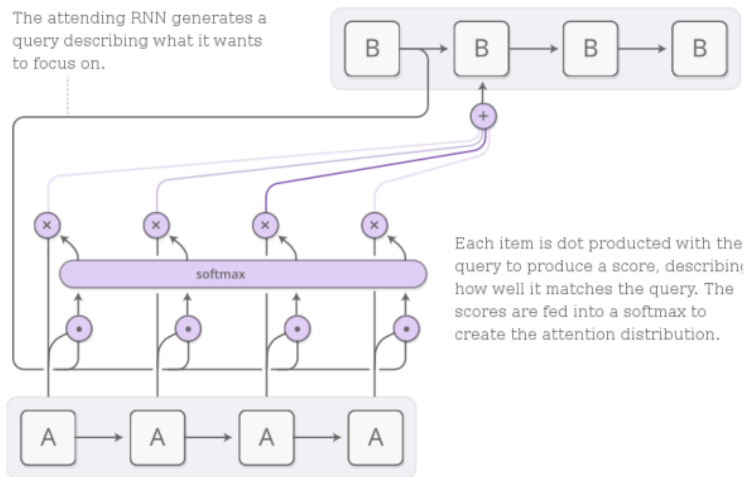 The attending RNN generates a
query describing what it wants
to focus on.
B B B B
+
× × × ×
softmax
• • • •
Each item is dot producted with the
query to produce a score, describing
how well it matches the query. The
scores are fed into a softmax to
create the attention distribution.
A A A A